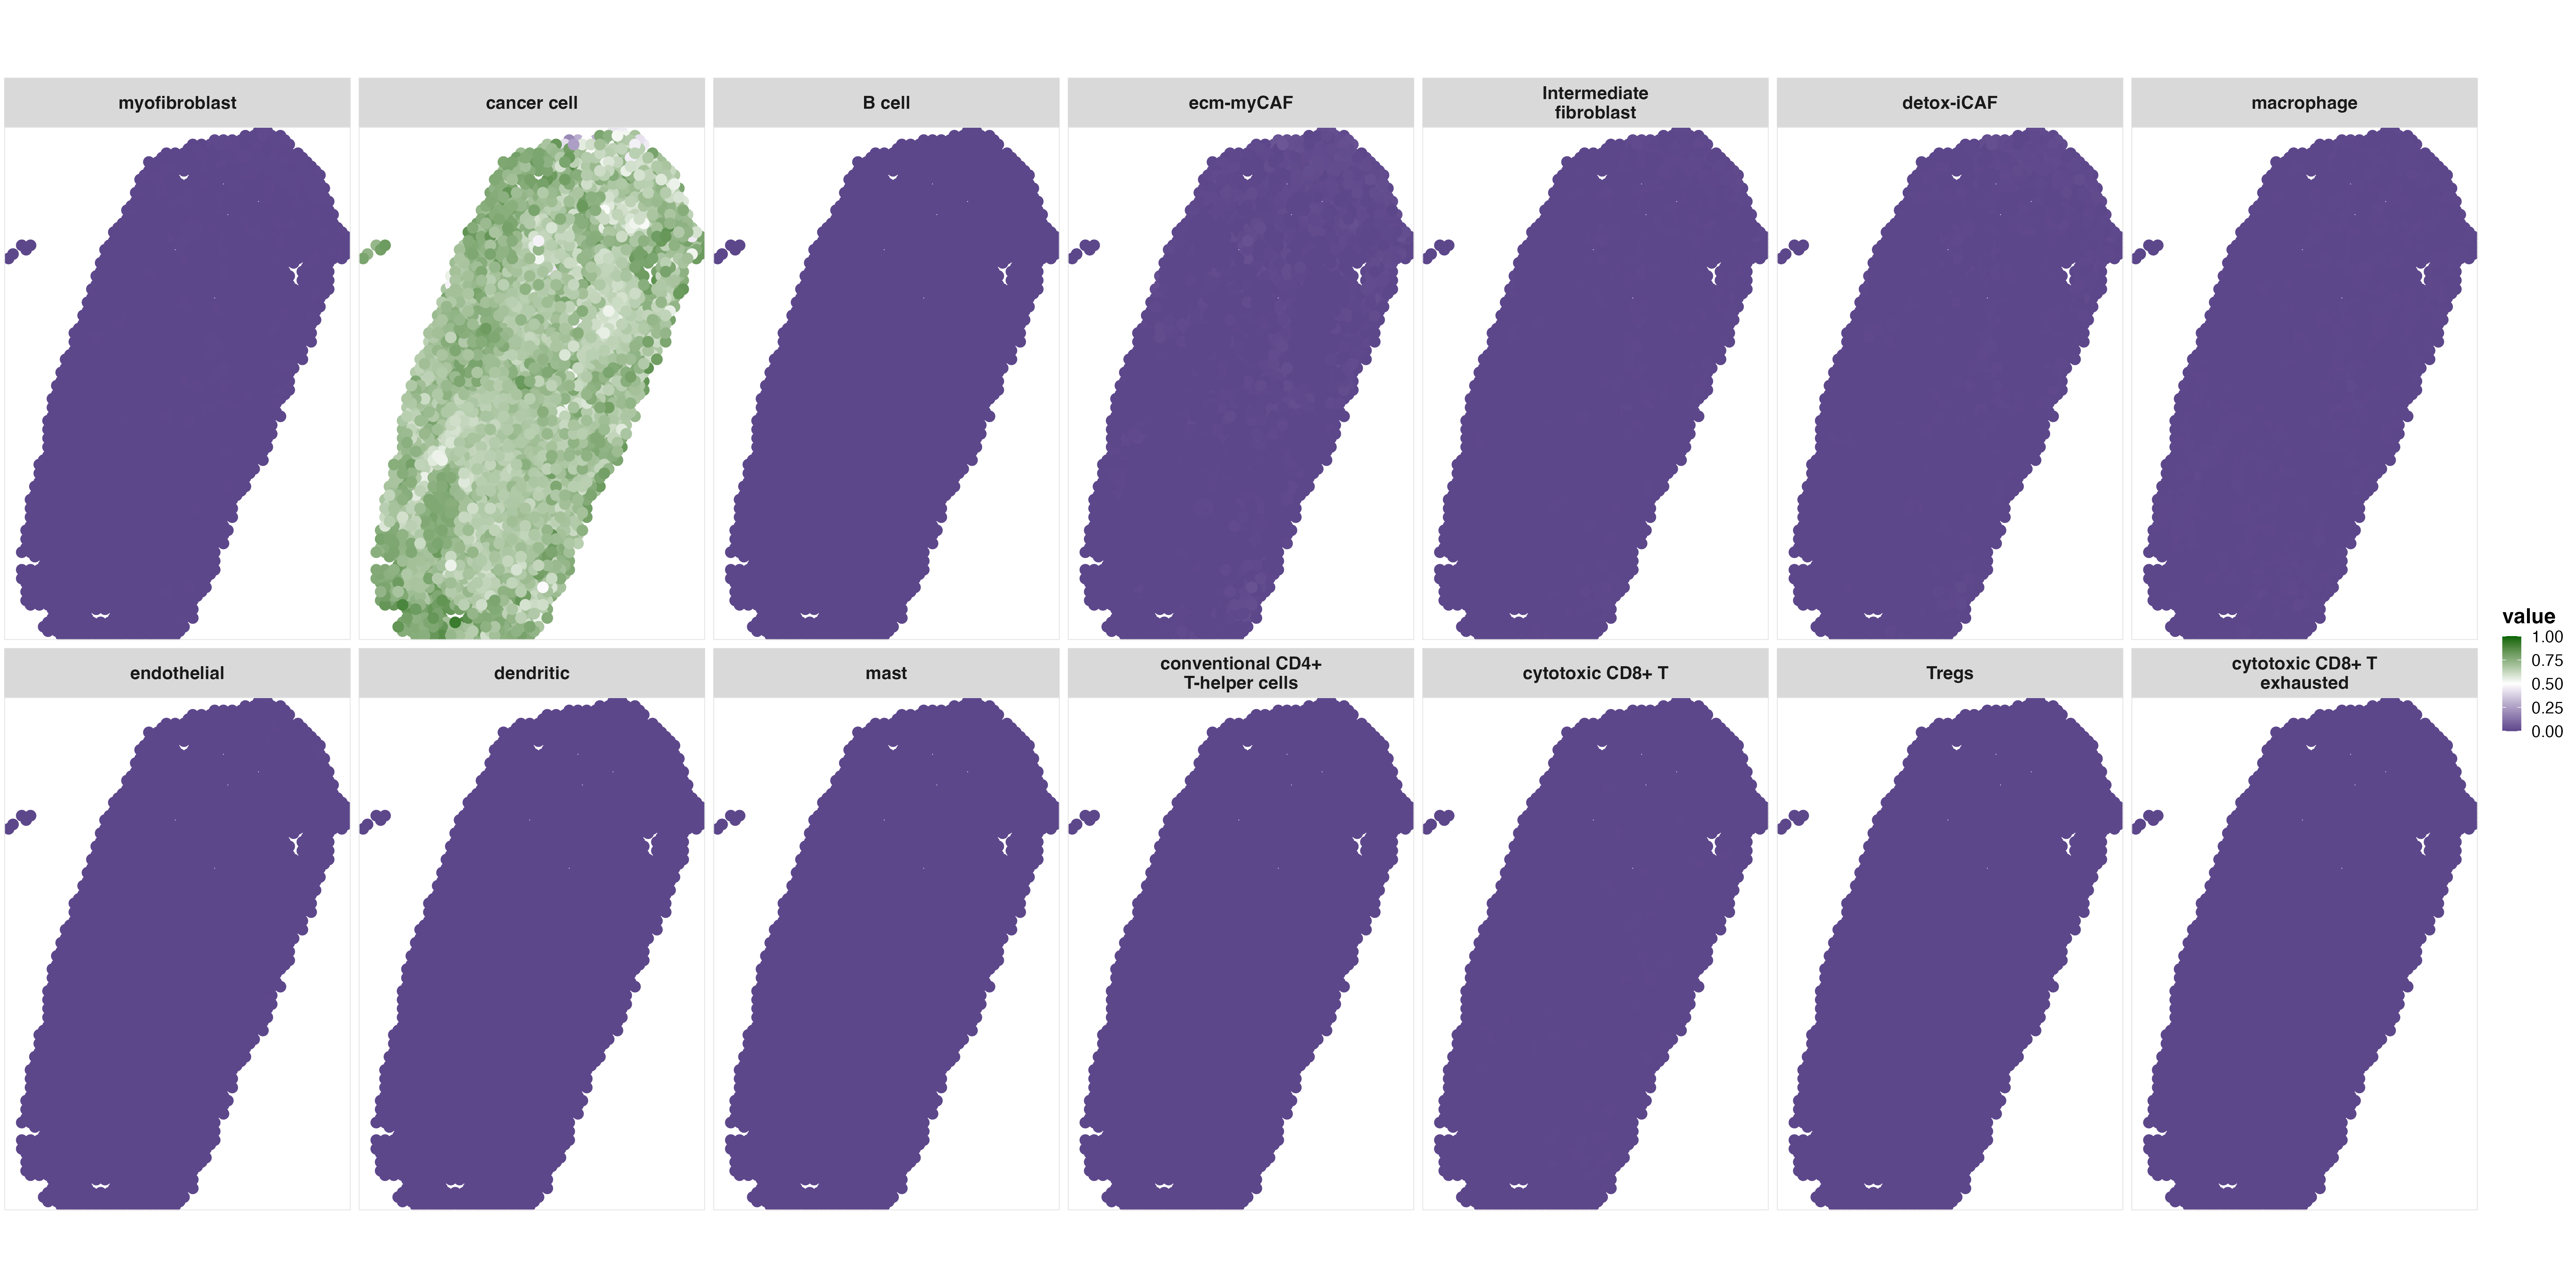 myofibroblast
cancer cell
B cell
ecm-myCAF
Intermediate
fibroblast
detox-iCAF
macrophage
endothelial
dendritic
mast
conventional CD4+
T-helper cells
cytotoxic CD8+ T
Tregs
cytotoxic CD8+ T
exhausted
value
1.00
0.75
0.50
0.25
0.00